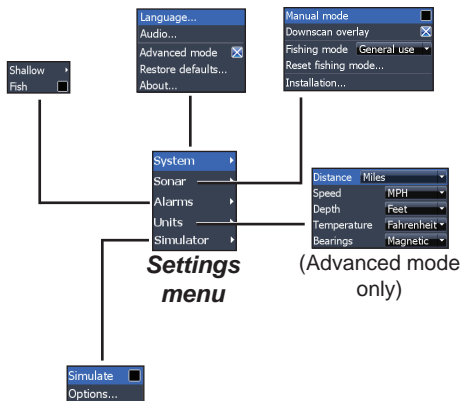 Language...
Audio...
Advanced mode
Restore defaults...
About...
Manual mode
Downscan overlay
Fishing mode General use
Reset fishing mode...
Installation...
Shallow
Fish
System
Sonar
Alarms
Units
Simulator
Settings
menu
Distance Miles
Speed MPH
Depth Feet
Temperature Fahrenheit
Bearings Magnetic
(Advanced mode
only)
Simulate
Options...